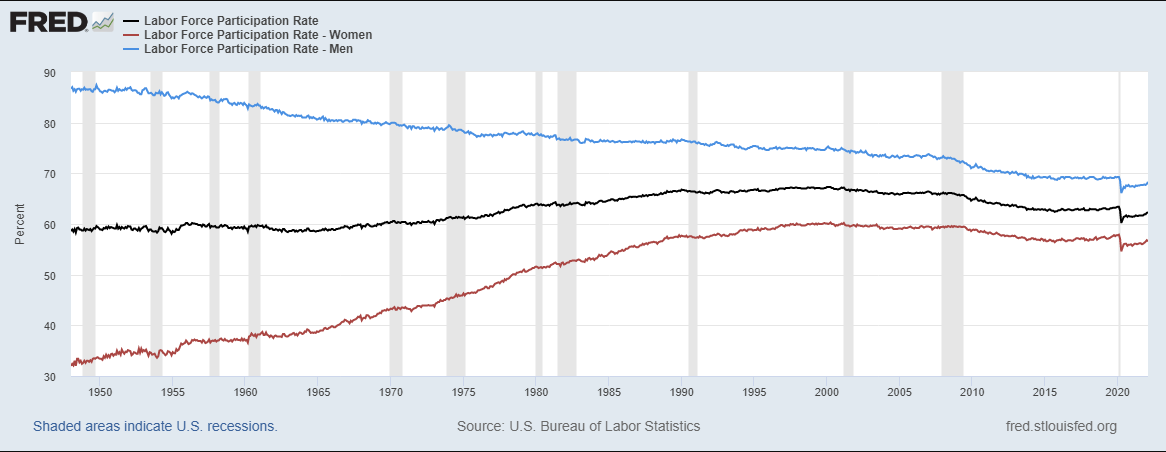 FRED
Labor Force Participation Rate
Labor Force Participation Rate - Women
Labor Force Participation Rate - Men
Percent
90
80
70
60
50
40
30
1950 1955 1960 1965 1970 1975 1980 1985 1990 1995 2000 2005 2010 2015 2020
Shaded areas indicate U.S. recessions. Source: U.S. Bureau of Labor Statistics fred.stlouisfed.org